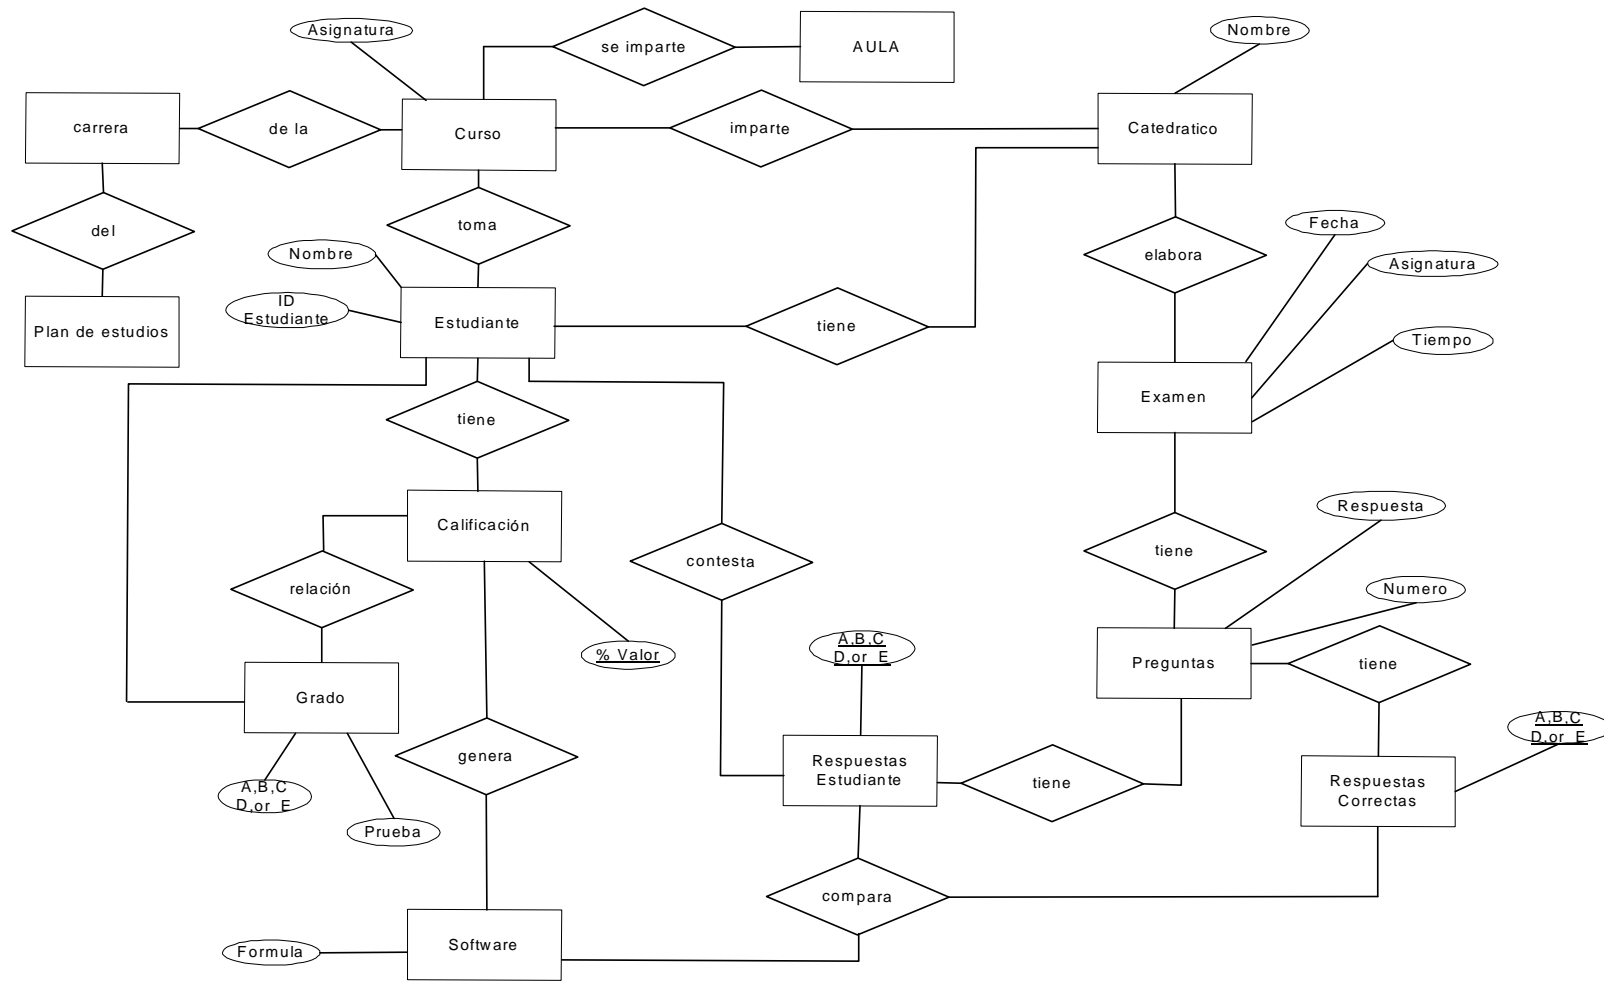 Asignatura
se imparte
AULA
Nombre
carrera
de la
Curso
imparte
Catedratico
del
toma
Fecha
Nombre
elabora
Asignatura
ID
Estudiante
Estudiante
tiene
Plan de estudios
Tiempo
Examen
tiene
Respuesta
Calificación
contesta
tiene
relación
Numero
A,B,C
D,or E
% Valor
Preguntas
tiene
Grado
A,B,C
D,or E
genera
Respuestas
Estudiante
tiene
Respuestas
Correctas
A,B,C
D,or E
Prueba
compara
Formula
Software